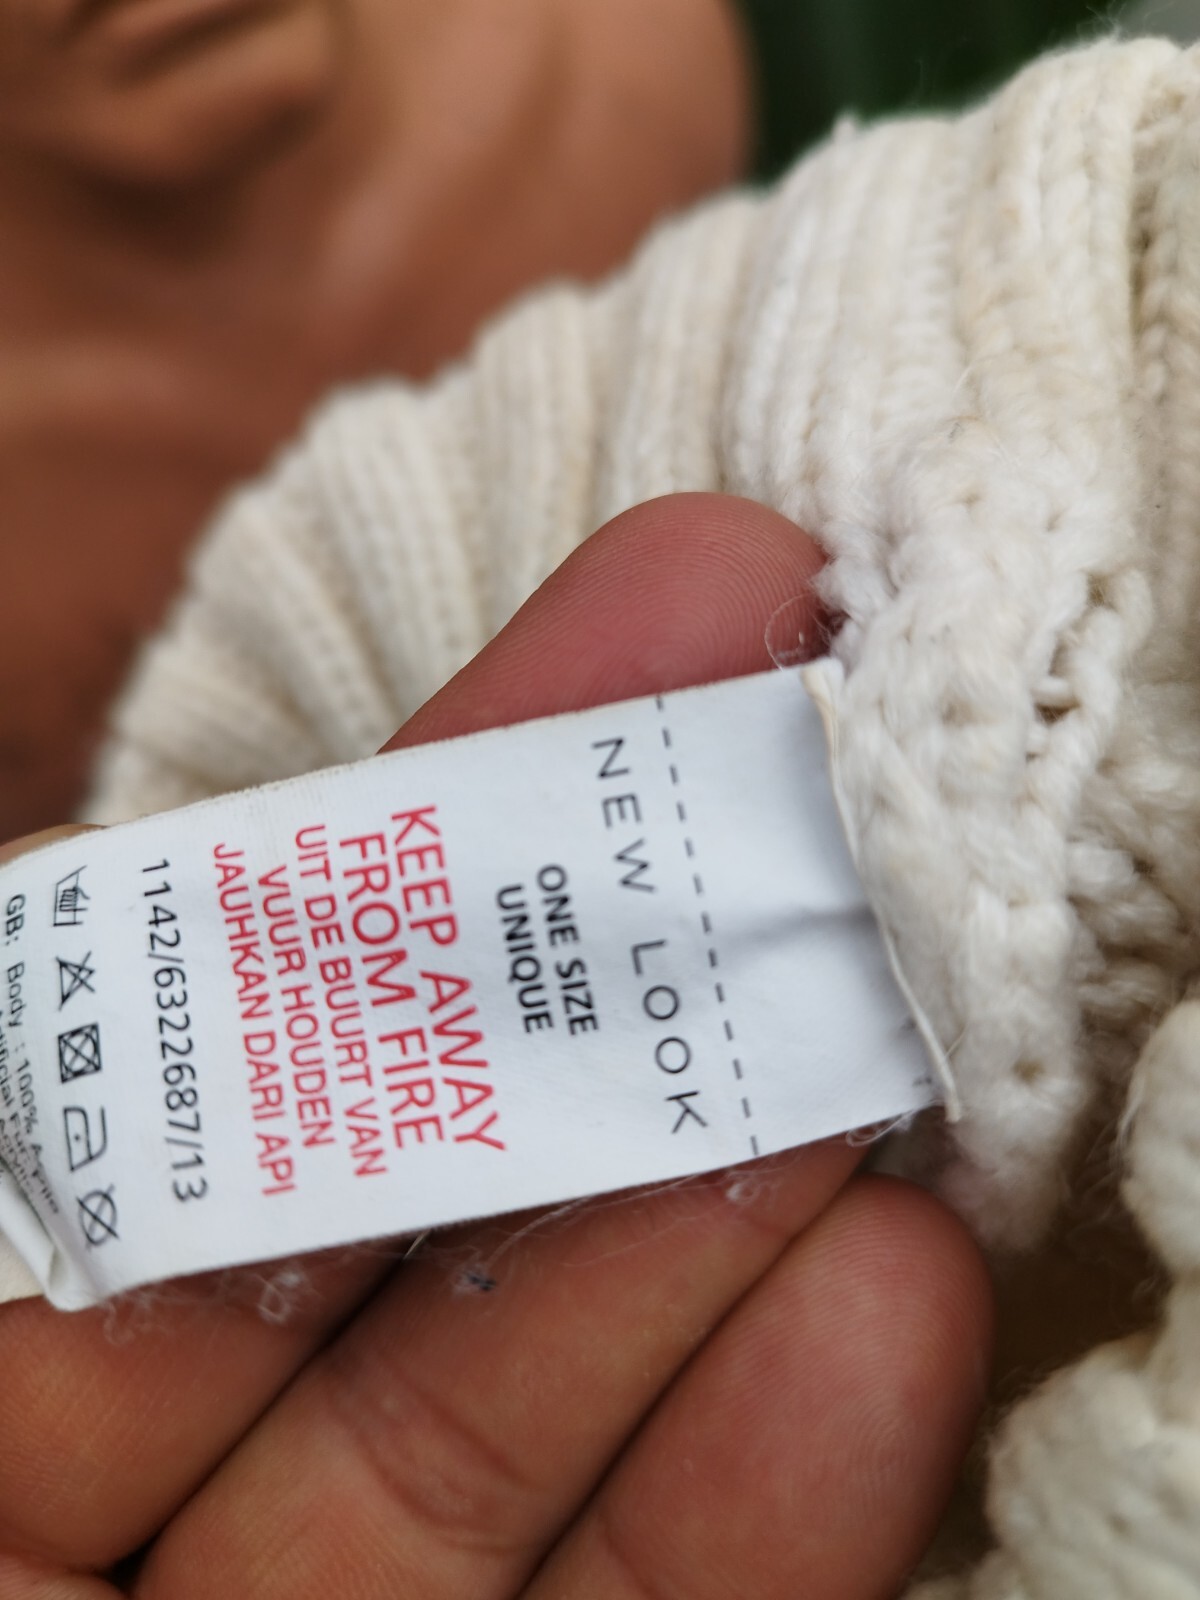 NEW LOOK
ONE SIZE
UNIQUE
KEEP AWAY
FROM FIRE
UIT DE BUURT VAN
VUUR HOUDEN
JAUHKAN DARI API
1142/6322687/13
GB: Body : 100%